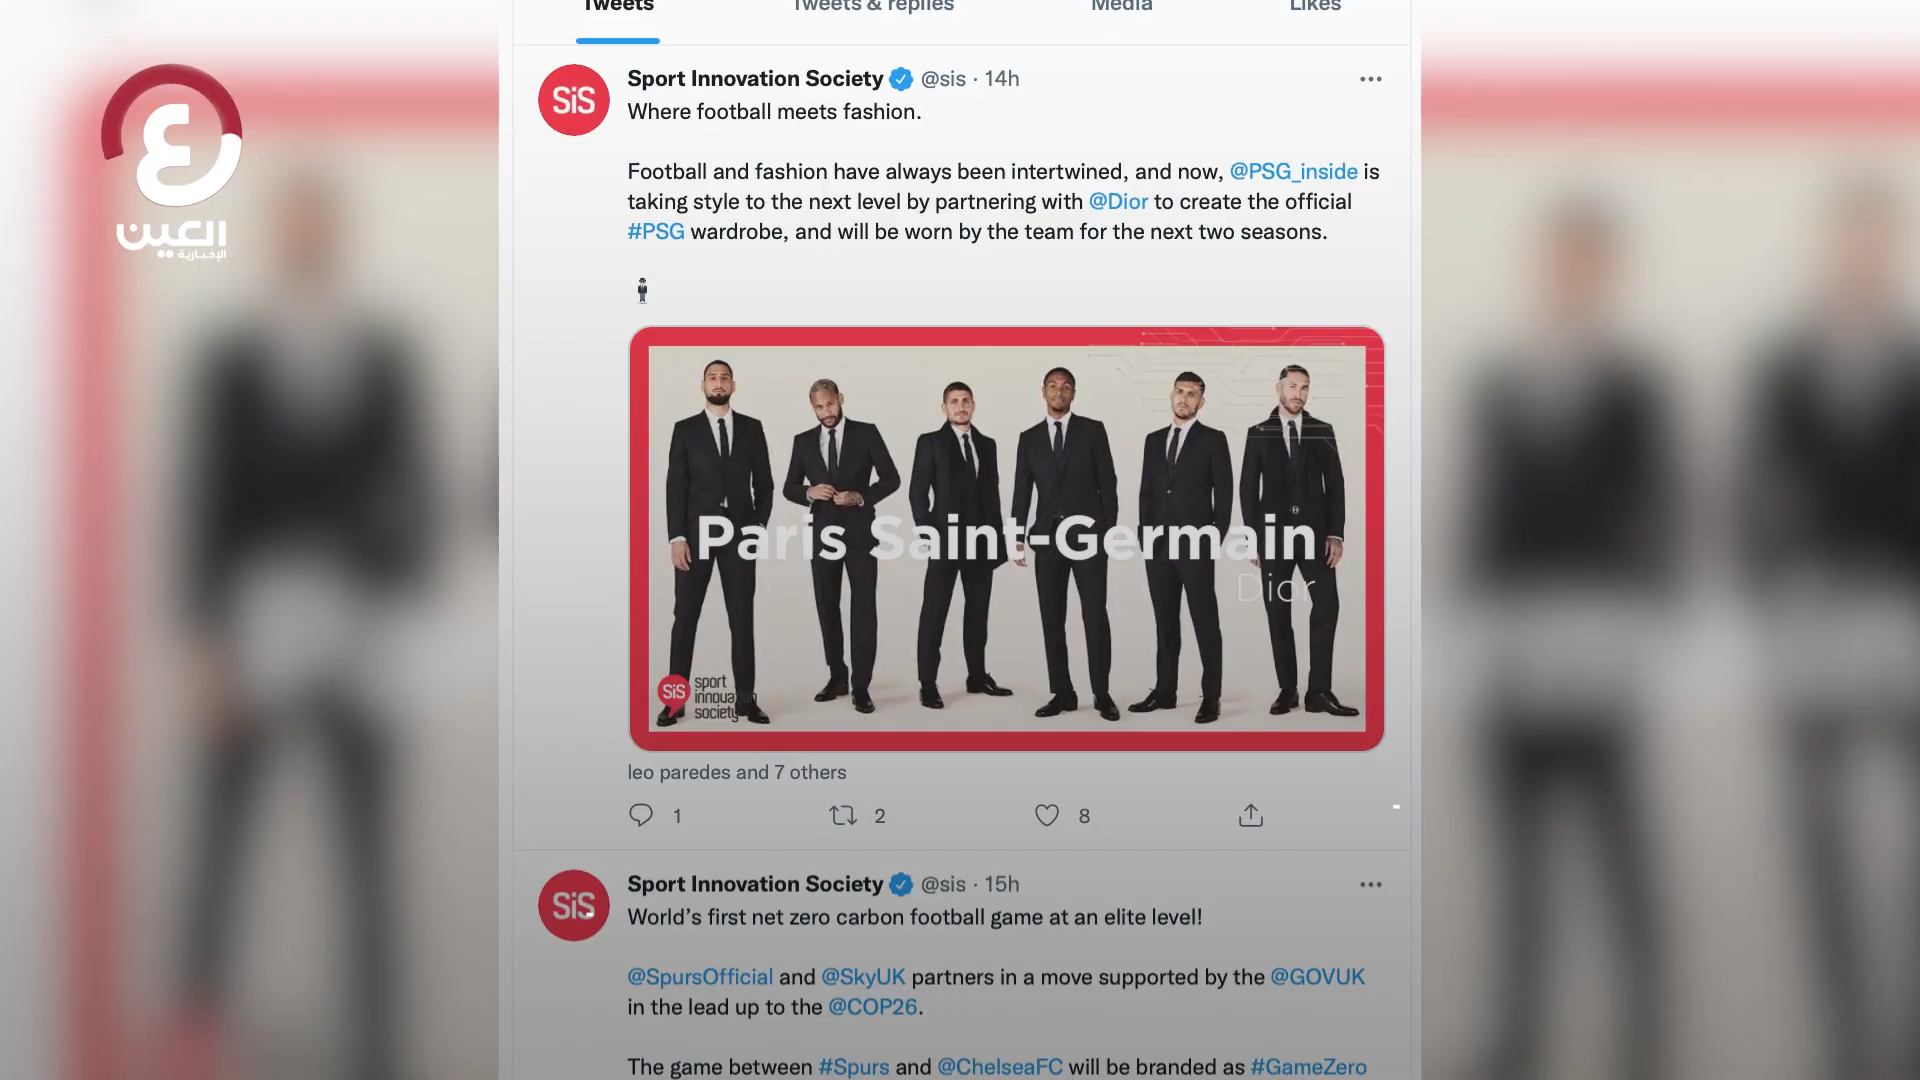 Tweets Tweets & replies Media Likes
العين
الإخبارية
SiS
Sport Innovation Society @sis · 14h
Where football meets fashion.
Football and fashion have always been intertwined, and now, @PSG_inside is
taking style to the next level by partnering with @Dior to create the official
#PSG wardrobe, and will be worn by the team for the next two seasons.
Paris Saint-Germain
Dior
SiS
sport
innovation
society
leo paredes and 7 others
1 2 8
SiS
Sport Innovation Society @sis · 15h
World’s first net zero carbon football game at an elite level!
@SpursOfficial and @SkyUK partners in a move supported by the @GOVUK
in the lead up to the @COP26.
The game between #Spurs and @ChelseaFC will be branded as #GameZero